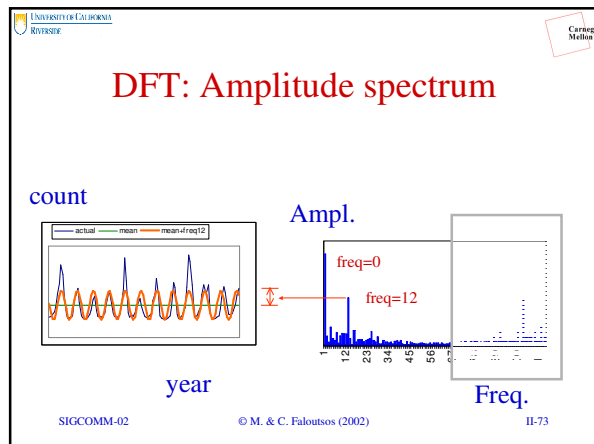 UNIVERSITY OF CALIFORNIA
RIVERSIDE
Carneg
Mellon
DFT: Amplitude spectrum
count
Ampl.
actual mean mean+freq12
freq=0
freq=12
1 12 23 34 45 56
year
Freq.
SIGCOMM-02 © M. & C. Faloutsos (2002) II-73